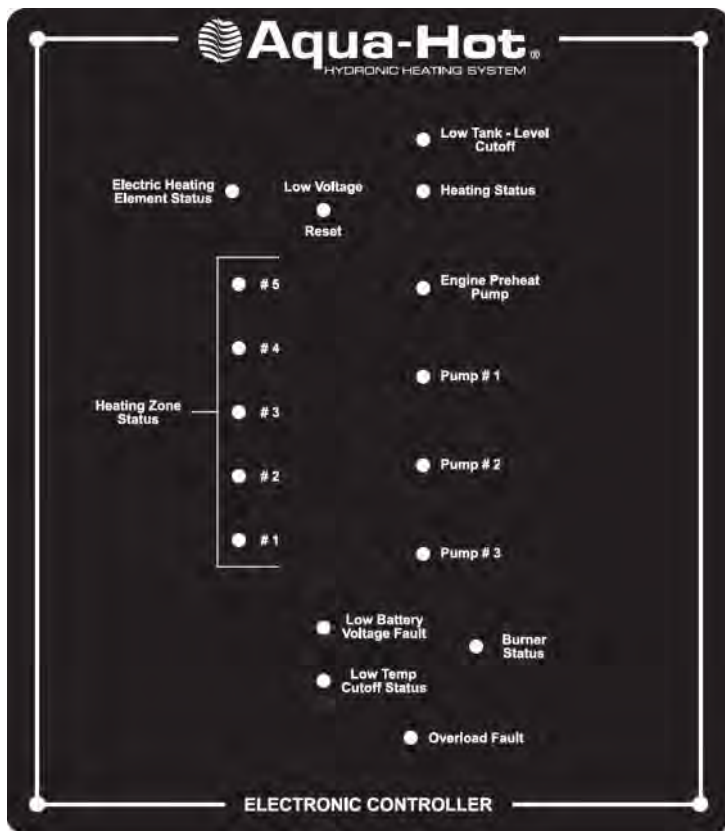 Aqua-Hot®
HYDRONIC HEATING SYSTEM
Low Tank - Level
Cutoff
Electric Heating
Element Status
Low Voltage
Heating Status
Reset
# 5
Engine Preheat
Pump
# 4
Pump # 1
Heating Zone
Status
# 3
Pump # 2
# 2
# 1
Pump # 3
Low Battery
Voltage Fault
Burner
Status
Low Temp
Cutoff Status
Overload Fault
ELECTRONIC CONTROLLER